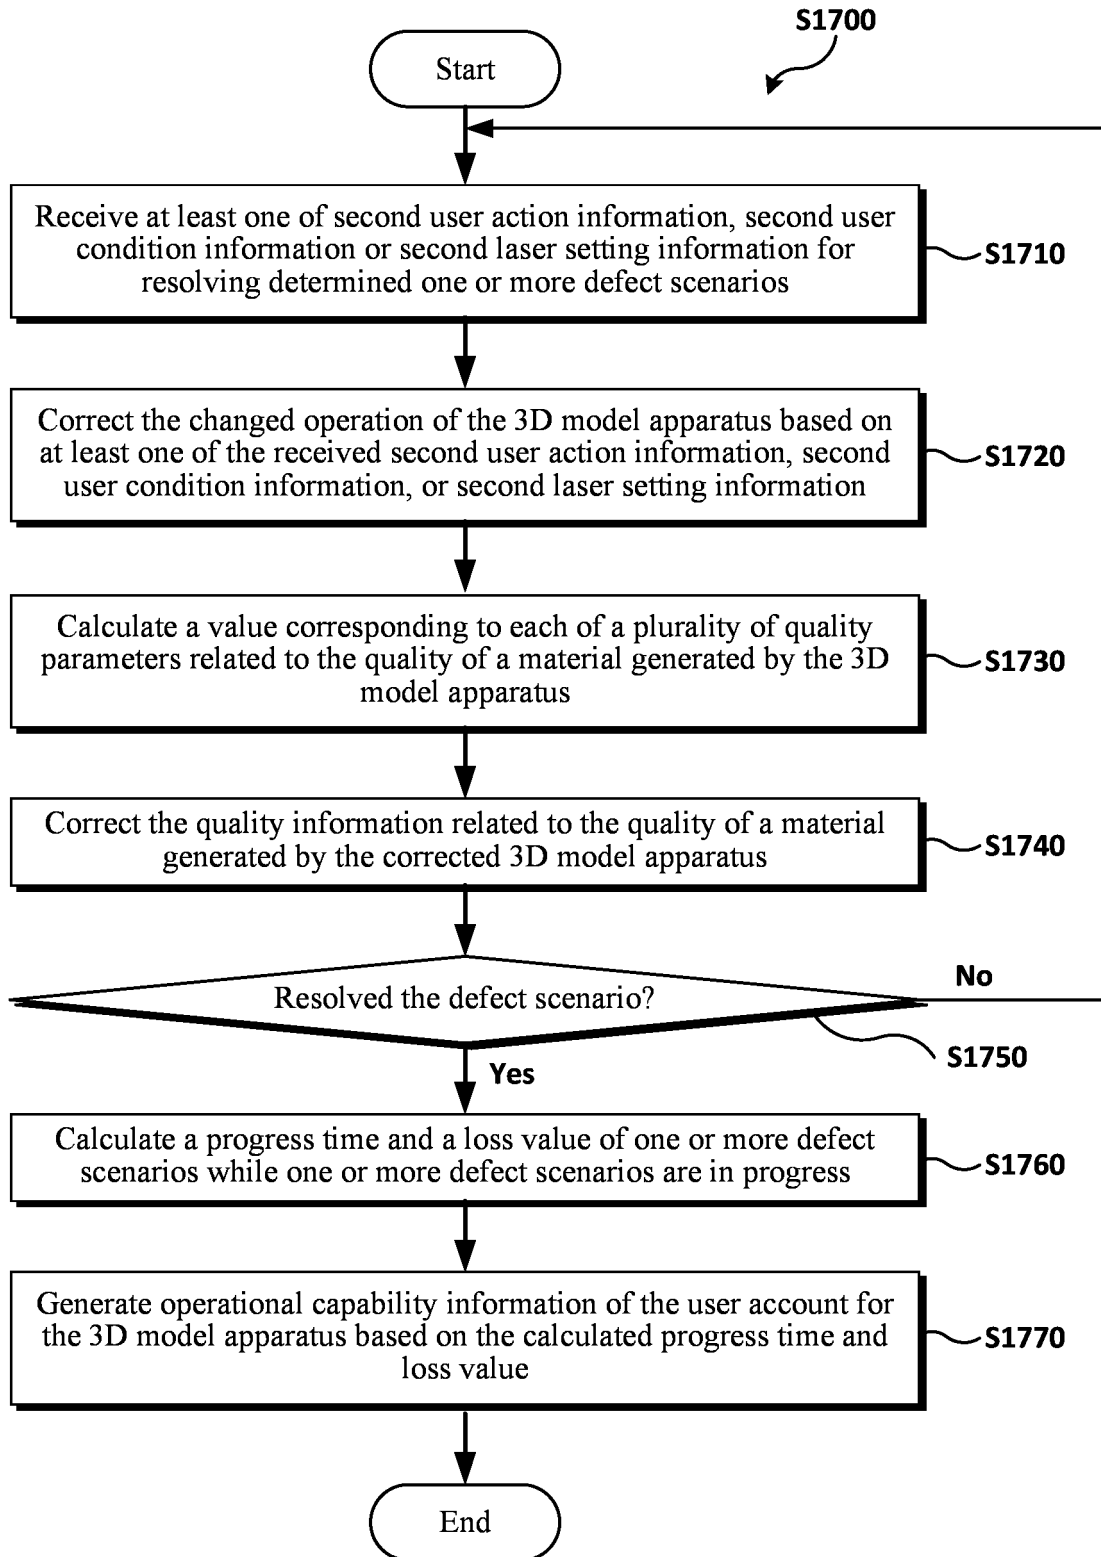 S1700
Start
Receive at least one of second user action information, second user
condition information or second laser setting information for
resolving determined one or more defect scenarios
S1710
Correct the changed operation of the 3D model apparatus based on
at least one of the received second user action information, second
user condition information, or second laser setting information
S1720
Calculate a value corresponding to each of a plurality of quality
parameters related to the quality of a material generated by the 3D
model apparatus
S1730
Correct the quality information related to the quality of a material
generated by the corrected 3D model apparatus
S1740
Resolved the defect scenario?
No
S1750
Yes
Calculate a progress time and a loss value of one or more defect
scenarios while one or more defect scenarios are in progress
S1760
Generate operational capability information of the user account for
the 3D model apparatus based on the calculated progress time and
loss value
S1770
End